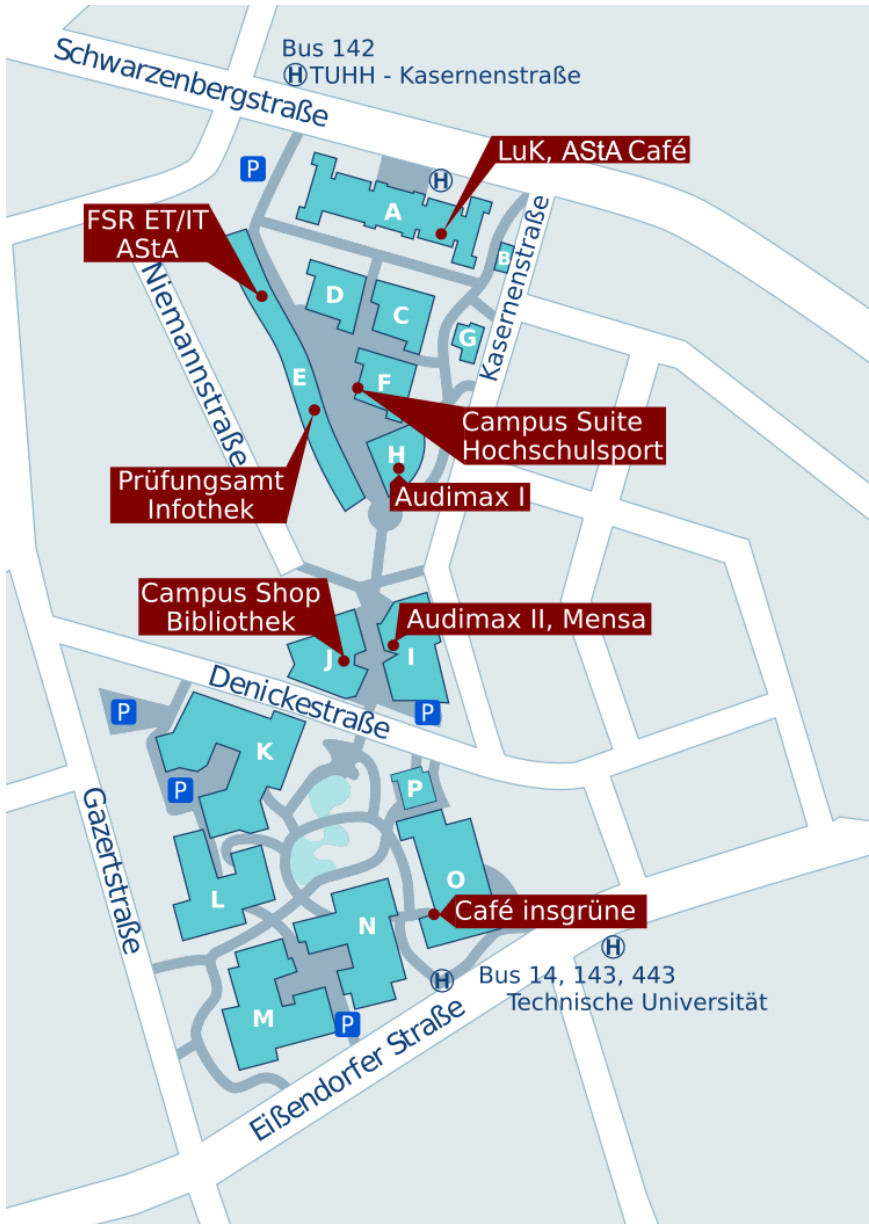 Bus 142
H TUHH - Kasernenstraße
Schwarzenbergstraße
LuK, AStA Café
P
H
A
FSR ET/IT
AStA
Kasernenstraße
B
Niemannstraße
D
C
G
E
F
Campus Suite
Hochschulsport
H
Prüfungsamt
Infothek
Audimax I
Campus Shop
Bibliothek
Audimax II, Mensa
J
I
Denickestraße
P
P
K
P
P
Gazertstraße
L
O
Café insgrüne
N
H
H
Bus 14, 143, 443
Technische Universität
M
P
Eißendorfer Straße